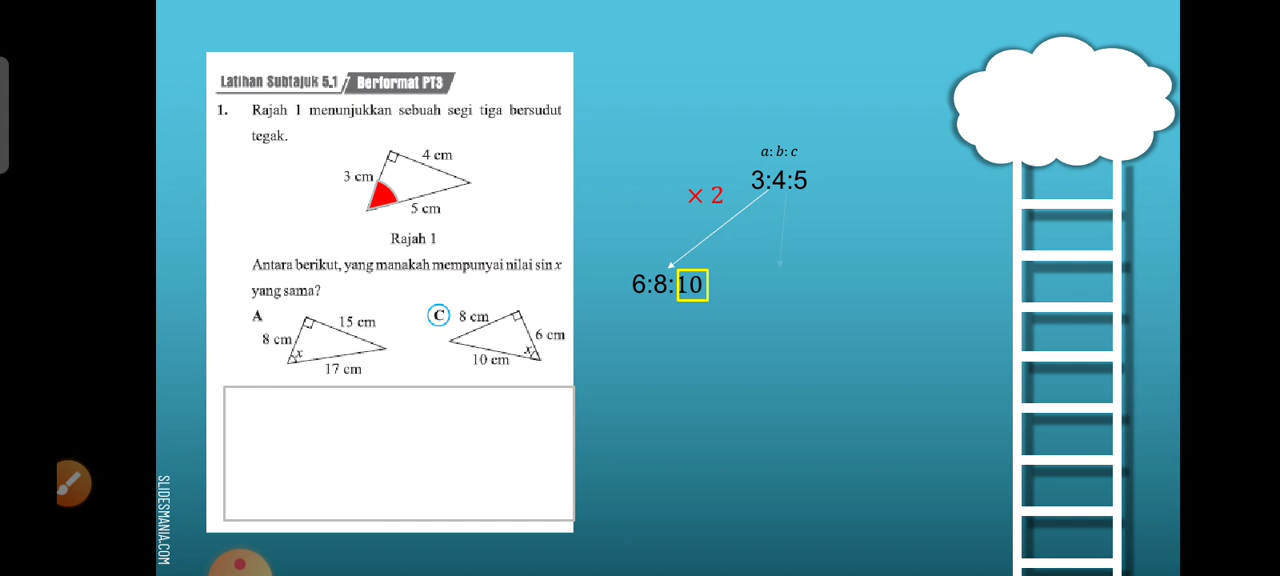 Latihan Subtajuk 5.1 / Berformat PT3
1. Rajah 1 menunjukkan sebuah segi tiga bersudut
tegak.
4 cm
3 cm
5 cm
Rajah 1
Antara berikut, yang manakah mempunyai nilai sin x
yang sama?
A
15 cm
8 cm
x
17 cm
C
8 cm
6 cm
x
10 cm
a: b: c
3:4:5
× 2
6:8:10
SLIDESMANIA.COM